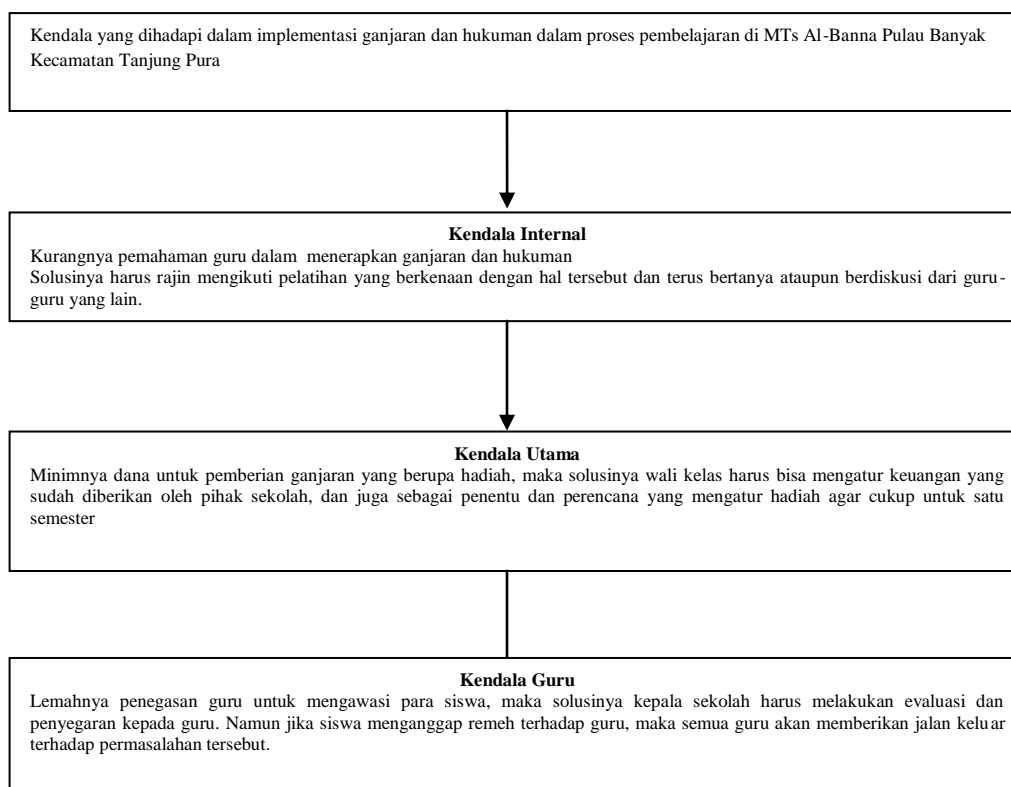 Kendala yang dihadapi dalam implementasi ganjaran dan hukuman dalam proses pembelajaran di MTs Al-Banna Pulau Banyak
Kecamatan Tanjung Pura
Kendala Internal
Kurangnya pemahaman guru dalam menerapkan ganjaran dan hukuman
Solusinya harus rajin mengikuti pelatihan yang berkenaan dengan hal tersebut dan terus bertanya ataupun berdiskusi dari guru-
guru yang lain.
Kendala Utama
Minimnya dana untuk pemberian ganjaran yang berupa hadiah, maka solusinya wali kelas harus bisa mengatur keuangan yang
sudah diberikan oleh pihak sekolah, dan juga sebagai penentu dan perencana yang mengatur hadiah agar cukup untuk satu
semester
Kendala Guru
Lemahnya penegasan guru untuk mengawasi para siswa, maka solusinya kepala sekolah harus melakukan evaluasi dan
penyegaran kepada guru. Namun jika siswa menganggap remeh terhadap guru, maka semua guru akan memberikan jalan keluar
terhadap permasalahan tersebut.